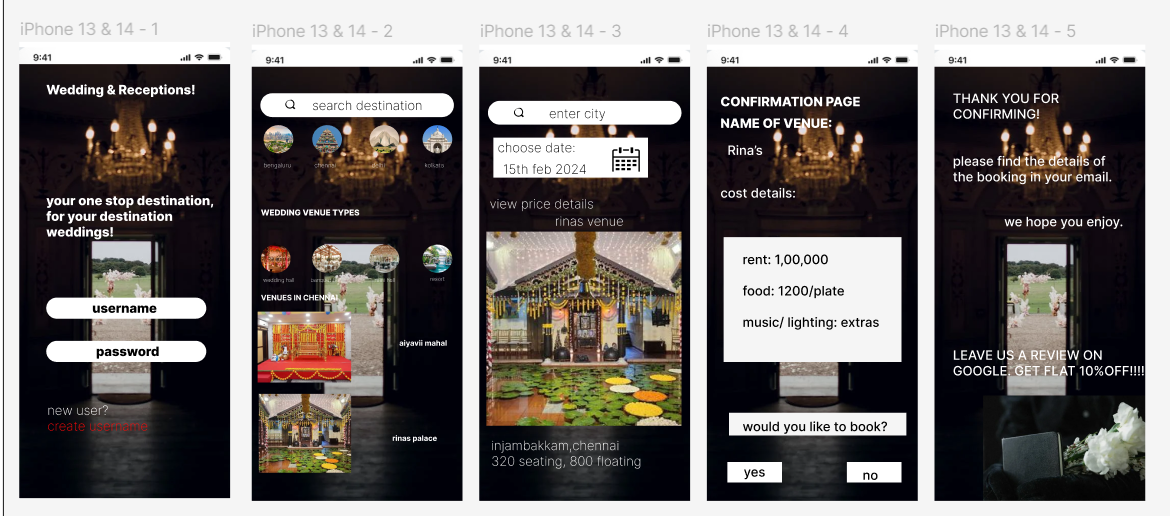 iPhone 13 & 14 - 1
9:41
Wedding & Receptions!
your one stop destination,
for your destination
weddings!
username
password
new user?
create username
iPhone 13 & 14 - 2
9:41
search destination
bengaluru
chennai
delhi
kolkata
WEDDING VENUE TYPES
wedding hall
resort
VENUES IN CHENNAI
aiyavii mahal
rinas palace
iPhone 13 & 14 - 3
9:41
enter city
choose date:
15th feb 2024
view price details
rinas venue
injambakkam,chennai
320 seating, 800 floating
iPhone 13 & 14 - 4
9:41
CONFIRMATION PAGE
NAME OF VENUE:
Rina's
cost details:
rent: 1,00,000
food: 1200/plate
music/ lighting: extras
would you like to book?
yes
no
iPhone 13 & 14 - 5
9:41
THANK YOU FOR
CONFIRMING!
please find the details of
the booking in your email.
we hope you enjoy.
LEAVE US A REVIEW ON
GOOGLE. GET FLAT 10%OFF!!!!